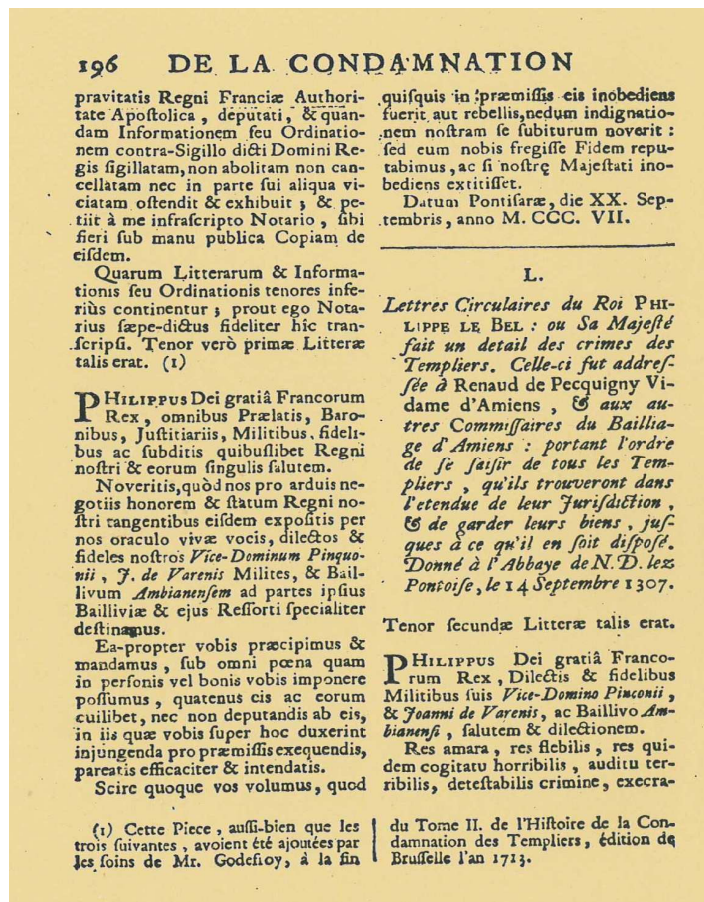 196 DE LA CONDAMNATION
pravitatis Regni Franciæ Authori-
tate Apoſtolica, deputati, & quan-
dam Informationem ſeu Ordinatio-
nem contra-Sigillo dicti Domini Re-
gis ſigillatam, non abolitam non can-
cellatam nec in parte ſui aliqua vi-
ciatam oſtendit & exhibuit; & pe-
tiit à me infraſcripto Notario, ſibi
fieri ſub manu publica Copiam de
eiſdem.
Quarum Litterarum & Informa-
tionis ſeu Ordinationis tenores infe-
riùs continentur; prout ego Nota-
rius ſæpe-dictus fideliter hîc tran-
ſcripſi. Tenor verò primæ Litteræ
talis erat. (1)
PHILIPPUS Dei gratiâ Francorum
Rex, omnibus Prælatis, Baro-
nibus, Juſtitiariis, Militibus, fideli-
bus ac ſubditis quibuſlibet Regni
noſtri & eorum ſingulis ſalutem.
Noveritis, quòd nos pro arduis ne-
gotiis honorem & ſtatum Regni no-
ſtri tangentibus eiſdem expoſitis per
nos oraculo vivæ vocis, dilectos &
fideles noſtros Vice-Dominum Pinquo-
nii, J. de Varenis Milites, & Bail-
livum Ambianenſem ad partes ipſius
Bailliviæ & ejus Reſſorti ſpecialiter
deſtinamus.
Ea-propter vobis præcipimus &
mandamus, ſub omni pœna quam
in perſonis vel bonis vobis imponere
poſſumus, quatenus eis ac eorum
cuilibet, nec non deputandis ab eis,
in iis quæ vobis ſuper hoc duxerint
injungenda pro præmiſſis exequendis,
pareatis efficaciter & intendatis.
Scire quoque vos volumus, quod
quiſquis in præmiſſis eis inobediens
fuerit aut rebellis, nedum indignatio-
nem noſtram ſe ſubiturum noverit:
ſed eum nobis fregiſſe Fidem repu-
tabimus, ac ſi noſtrę Majeſtati ino-
bediens extitiſſet.
Datum Pontiſaræ, die XX. Sep-
tembris, anno M. CCC. VII.
L.
Lettres Circulaires du Roi PHI-
LIPPE LE BEL: ou Sa Majeſté
fait un detail des crimes des
Templiers. Celle-ci fut addreſ-
ſée à Renaud de Pecquigny Vi-
dame d'Amiens, & aux au-
tres Commiſſaires du Baillia-
ge d'Amiens: portant l'ordre
de ſe ſaiſir de tous les Tem-
pliers, qu'ils trouveront dans
l'etendue de leur Juriſdiction,
& de garder leurs biens, juſ-
ques à ce qu'il en ſoit diſpoſé.
Donné à l'Abbaye de N. D. lez
Pontoiſe, le 14 Septembre 1307.
Tenor ſecundæ Litteræ talis erat.
PHILIPPUS Dei gratiâ Franco-
rum Rex, Dilectis & fidelibus
Militibus ſuis Vice-Domino Pinconii,
& Joanni de Varenis, ac Baillivo Am-
bianenſi, ſalutem & dilectionem.
Res amara, res flebilis, res qui-
dem cogitatu horribilis, auditu ter-
ribilis, deteſtabilis crimine, execra-
(1) Cette Piece, auſſi-bien que les
trois ſuivantes, avoient été ajoutées par
les ſoins de Mr. Godefroy, à la fin
du Tome II. de l'Hiſtoire de la Con-
damnation des Templiers, édition de
Bruſſelle l'an 1713.